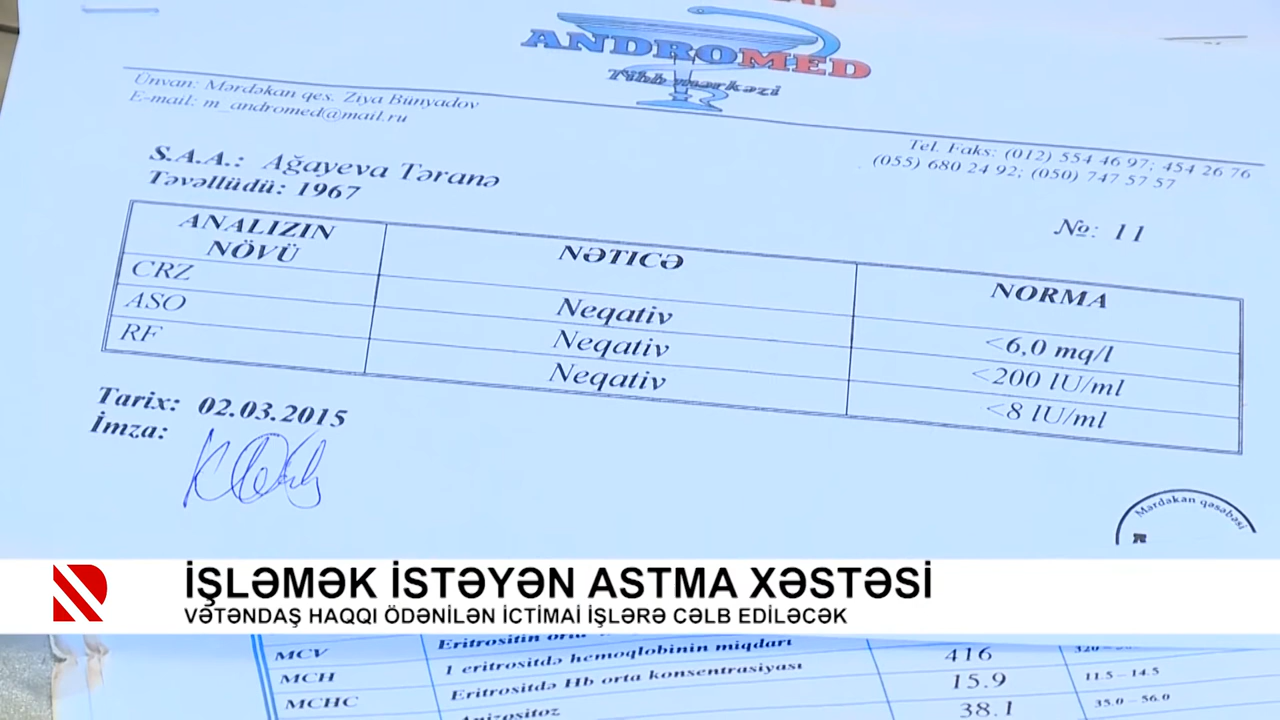 ANDROMED
Tibb mərkəzi
Ünvan: Mərdəkan qəs. Ziya Bünyadov
E-mail: m_andromed@mail.ru
Tel. Faks: (012) 554 46 97; 454 26 76
(055) 680 24 92; (050) 747 57 57
S.A.A.: Ağayeva Təranə
Təvəllüdü: 1967
№: 11
ANALIZIN NÖVÜ NƏTICƏ NORMA
CRZ Neqativ <6,0 mq/l
ASO Neqativ <200 IU/ml
RF Neqativ <8 IU/ml
Tarix: 02.03.2015
İmza:
Mərdəkan qəsəbəsi
İŞLƏMƏK İSTƏYƏN ASTMA XƏSTƏSİ
VƏTƏNDAŞ HAQQI ÖDƏNİLƏN İCTİMAİ İŞLƏRƏ CƏLB EDİLƏCƏK
MCV Eritrositin
MCH 1 eritrositdə hemoqlobinin miqdarı 416
MCHC Eritrositdə Hb orta konsentrasiyası 15.9 11.5 – 14.5
Anizositoz 38.1 35.0 – 56.0